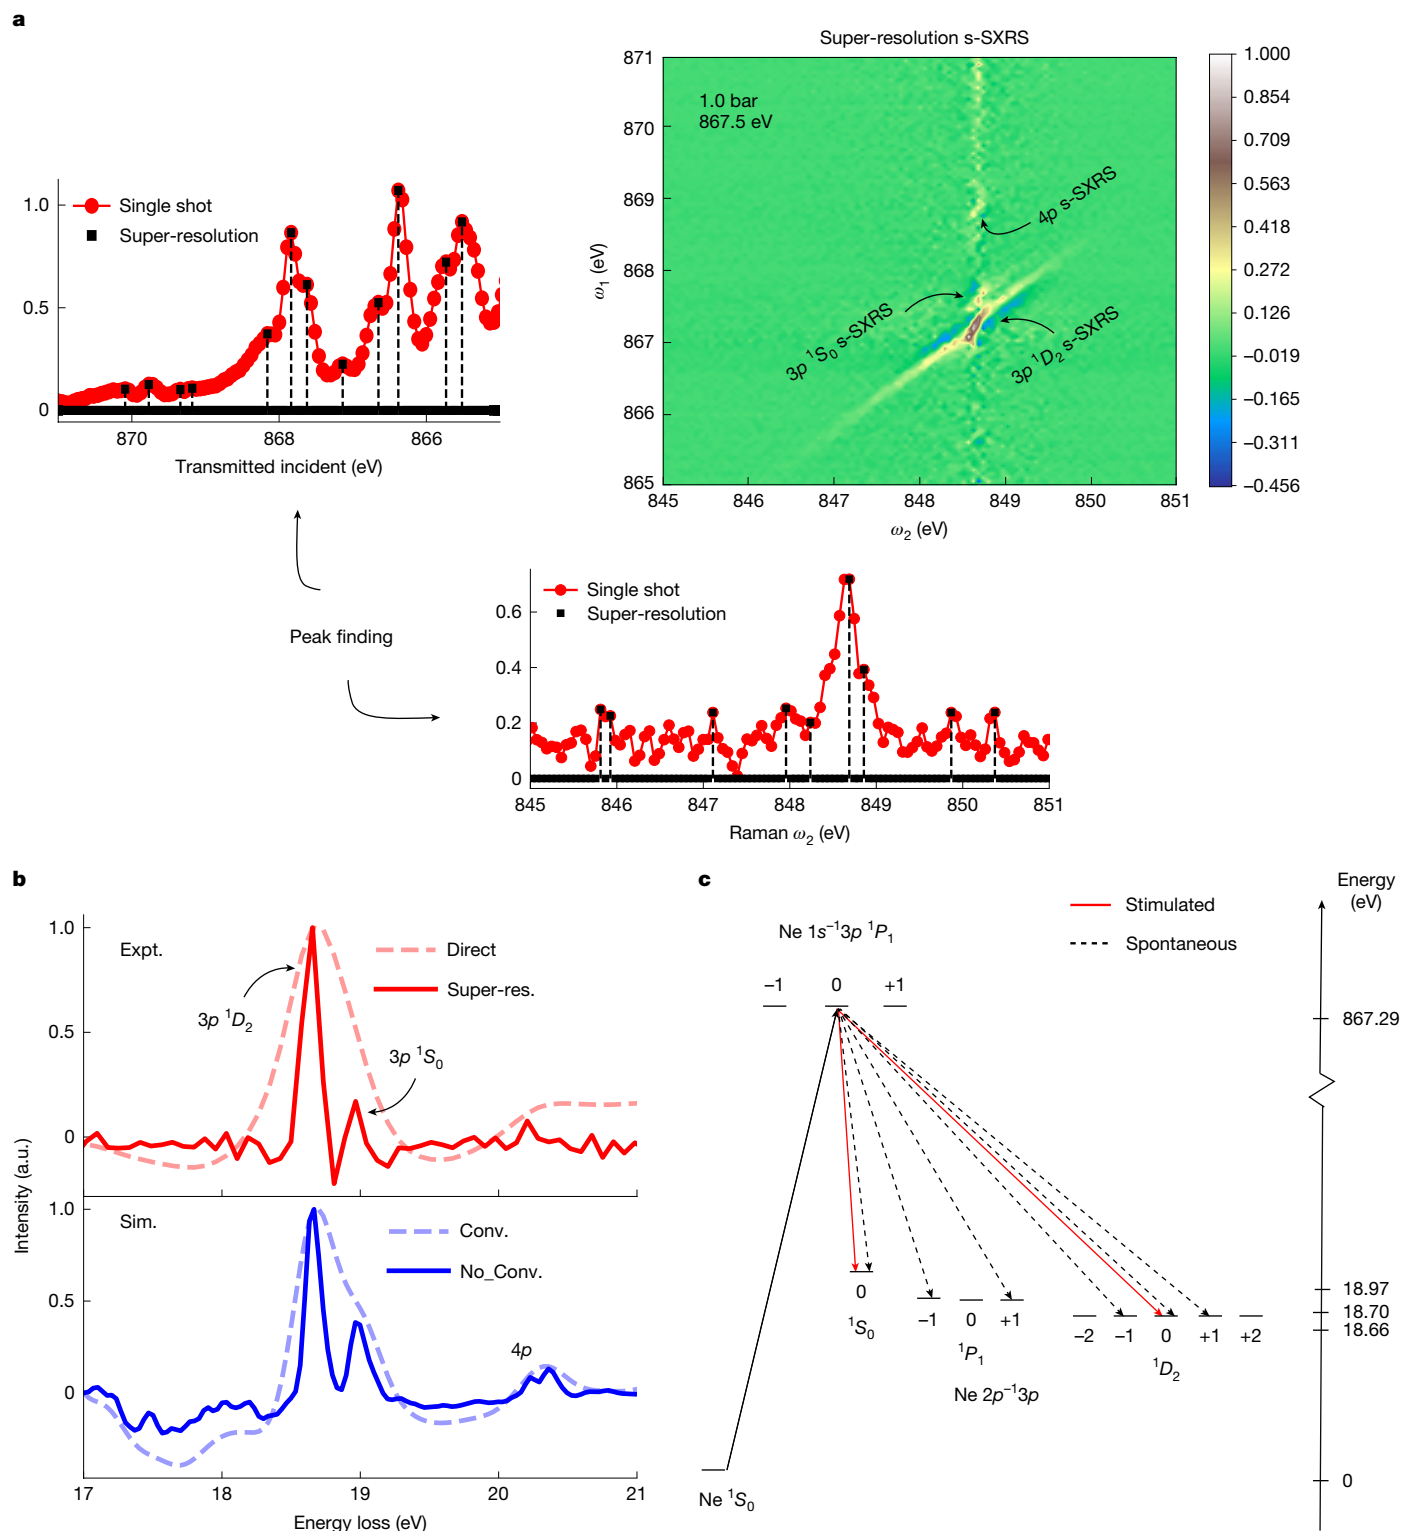 a
Super-resolution s-SXRS
1.0 bar
867.5 eV
4p s-SXRS
3p ¹S₀ s-SXRS
3p ¹D₂ s-SXRS
871
870
869
868
867
866
865
ω₁ (eV)
845 846 847 848 849 850 851
ω₂ (eV)
1.000
0.854
0.709
0.563
0.418
0.272
0.126
−0.019
−0.165
−0.311
−0.456
Single shot
Super-resolution
1.0
0.5
0
870 868 866
Transmitted incident (eV)
Peak finding
Single shot
Super-resolution
0.6
0.4
0.2
0
845 846 847 848 849 850 851
Raman ω₂ (eV)
b
Expt.
Direct
Super-res.
3p ¹D₂
3p ¹S₀
1.0
0.5
0
Intensity (a.u.)
Sim.
Conv.
No_Conv.
4p
1.0
0.5
0
17 18 19 20 21
Energy loss (eV)
c
Stimulated
Spontaneous
Energy
(eV)
Ne 1s⁻¹3p ¹P₁
−1 0 +1
867.29
18.97
18.70
18.66
0
0
¹S₀
−1 0 +1
¹P₁
−2 −1 0 +1 +2
¹D₂
Ne 2p⁻¹3p
Ne ¹S₀